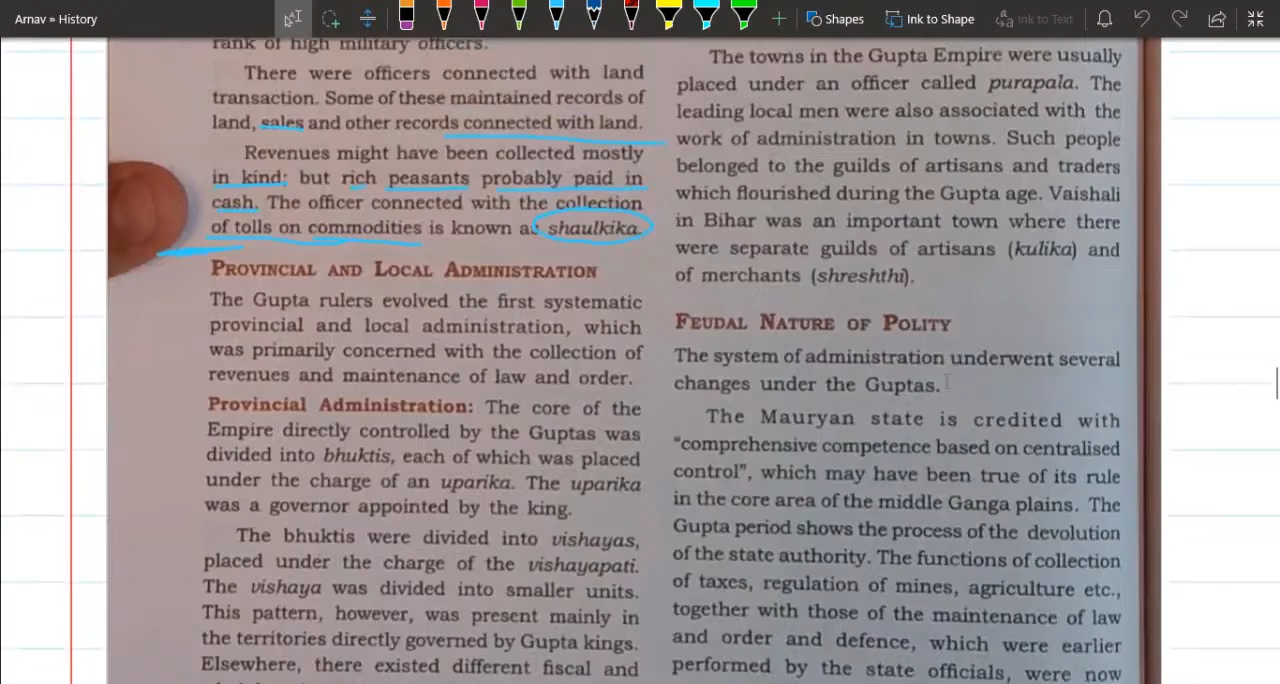 Arnav » History
Shapes
Ink to Shape
Ink to Text
rank of high military officers.
There were officers connected with land
transaction. Some of these maintained records of
land, sales and other records connected with land.
Revenues might have been collected mostly
in kind; but rich peasants probably paid in
cash. The officer connected with the collection
of tolls on commodities is known as shaulkika.
PROVINCIAL AND LOCAL ADMINISTRATION
The Gupta rulers evolved the first systematic
provincial and local administration, which
was primarily concerned with the collection of
revenues and maintenance of law and order.
Provincial Administration: The core of the
Empire directly controlled by the Guptas was
divided into bhuktis, each of which was placed
under the charge of an uparika. The uparika
was a governor appointed by the king.
The bhuktis were divided into vishayas,
placed under the charge of the vishayapati.
The vishaya was divided into smaller units.
This pattern, however, was present mainly in
the territories directly governed by Gupta kings.
Elsewhere, there existed different fiscal and
The towns in the Gupta Empire were usually
placed under an officer called purapala. The
leading local men were also associated with the
work of administration in towns. Such people
belonged to the guilds of artisans and traders
which flourished during the Gupta age. Vaishali
in Bihar was an important town where there
were separate guilds of artisans (kulika) and
of merchants (shreshthi).
FEUDAL NATURE OF POLITY
The system of administration underwent several
changes under the Guptas.
The Mauryan state is credited with
“comprehensive competence based on centralised
control”, which may have been true of its rule
in the core area of the middle Ganga plains. The
Gupta period shows the process of the devolution
of the state authority. The functions of collection
of taxes, regulation of mines, agriculture etc.,
together with those of the maintenance of law
and order and defence, which were earlier
performed by the state officials, were now